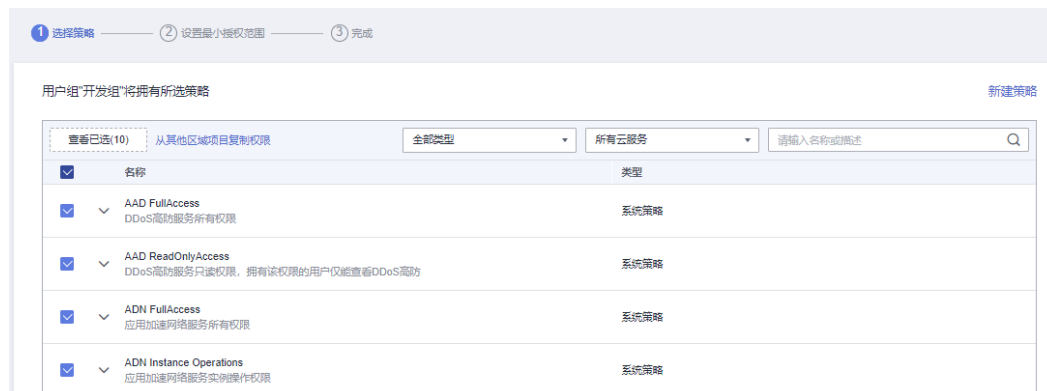 1 选择策略 2 设置最小授权范围 3 完成
用户组"开发组"将拥有所选策略 新建策略
查看已选(10) 从其他区域项目复制权限 全部类型 所有云服务 请输入名称或描述
名称 类型
AAD FullAccess
DDoS高防服务所有权限
系统策略
AAD ReadOnlyAccess
DDoS高防服务只读权限，拥有该权限的用户仅能查看DDoS高防
系统策略
ADN FullAccess
应用加速网络服务所有权限
系统策略
ADN Instance Operations
应用加速网络服务实例操作权限
系统策略